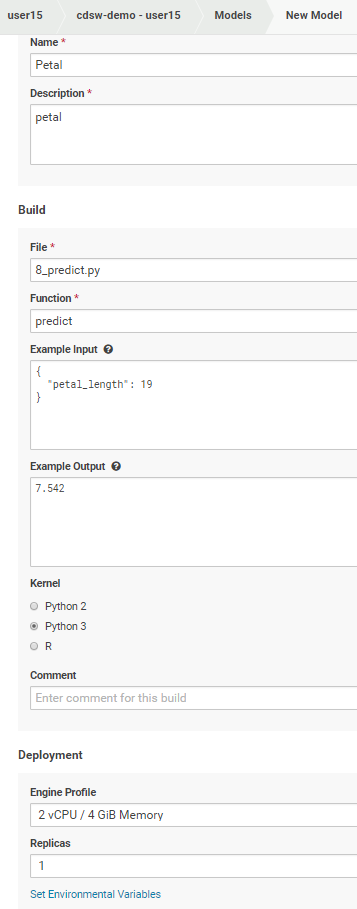 user15 cdsw-demo - user15 Models New Model
Name *
Petal
Description *
petal
Build
File *
8_predict.py
Function *
predict
Example Input ?
{
"petal_length": 19
}
Example Output ?
7.542
Kernel
Python 2
Python 3
R
Comment
Enter comment for this build
Deployment
Engine Profile
2 vCPU / 4 GiB Memory
Replicas
1
Set Environmental Variables